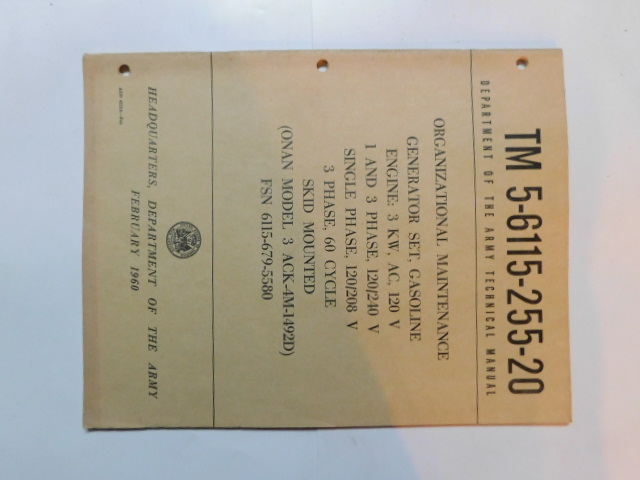 TM 5-6115-255-20
DEPARTMENT OF THE ARMY TECHNICAL MANUAL
ORGANIZATIONAL MAINTENANCE
GENERATOR SET, GASOLINE
ENGINE: 3 KW, AC, 120 V
1 AND 3 PHASE, 120/240 V
SINGLE PHASE, 120/208 V
3 PHASE, 60 CYCLE
SKID MOUNTED
(ONAN MODEL 3 ACK-4M-1492D)
FSN 6115-679-5580
HEADQUARTERS, DEPARTMENT OF THE ARMY
FEBRUARY 1960